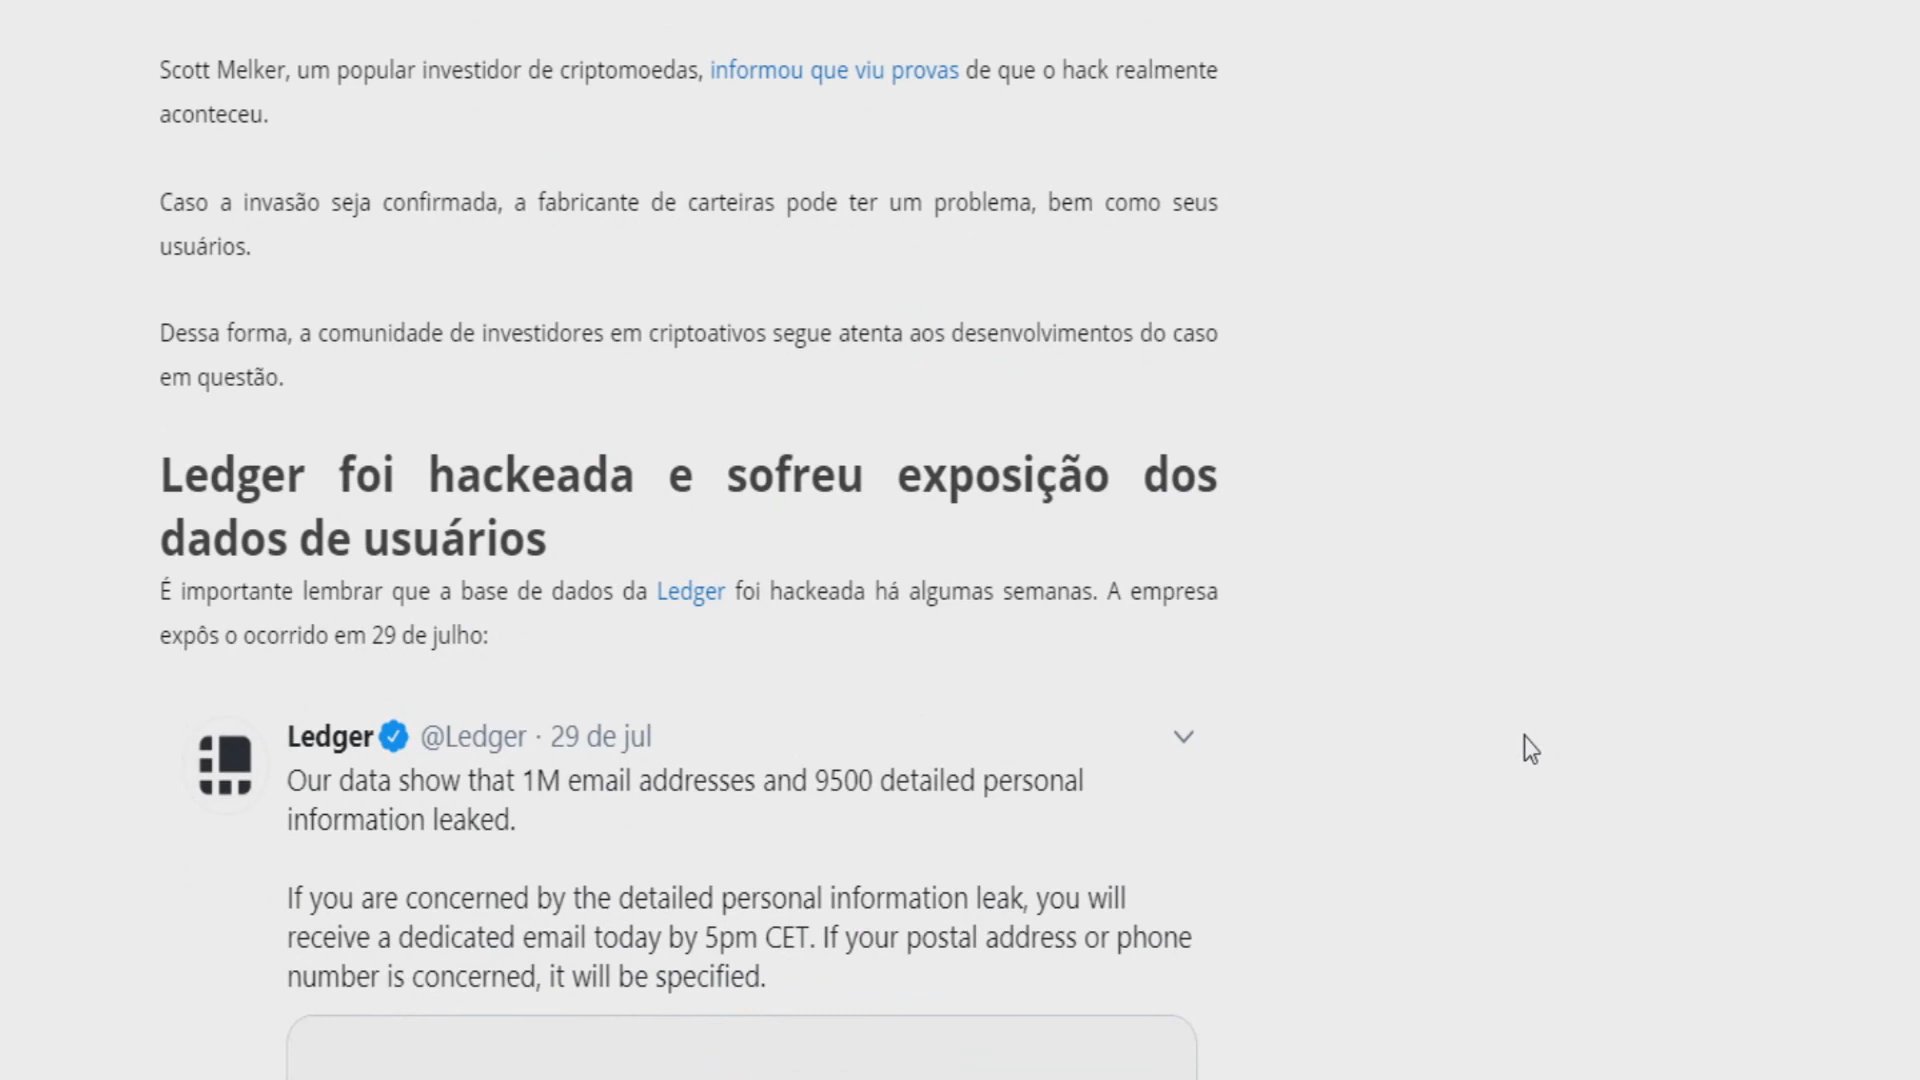 Scott Melker, um popular investidor de criptomoedas, informou que viu provas de que o hack realmente
aconteceu.
Caso a invasão seja confirmada, a fabricante de carteiras pode ter um problema, bem como seus
usuários.
Dessa forma, a comunidade de investidores em criptoativos segue atenta aos desenvolvimentos do caso
em questão.
Ledger foi hackeada e sofreu exposição dos
dados de usuários
É importante lembrar que a base de dados da Ledger foi hackeada há algumas semanas. A empresa
expôs o ocorrido em 29 de julho:
Ledger @Ledger · 29 de jul
Our data show that 1M email addresses and 9500 detailed personal
information leaked.
If you are concerned by the detailed personal information leak, you will
receive a dedicated email today by 5pm CET. If your postal address or phone
number is concerned, it will be specified.